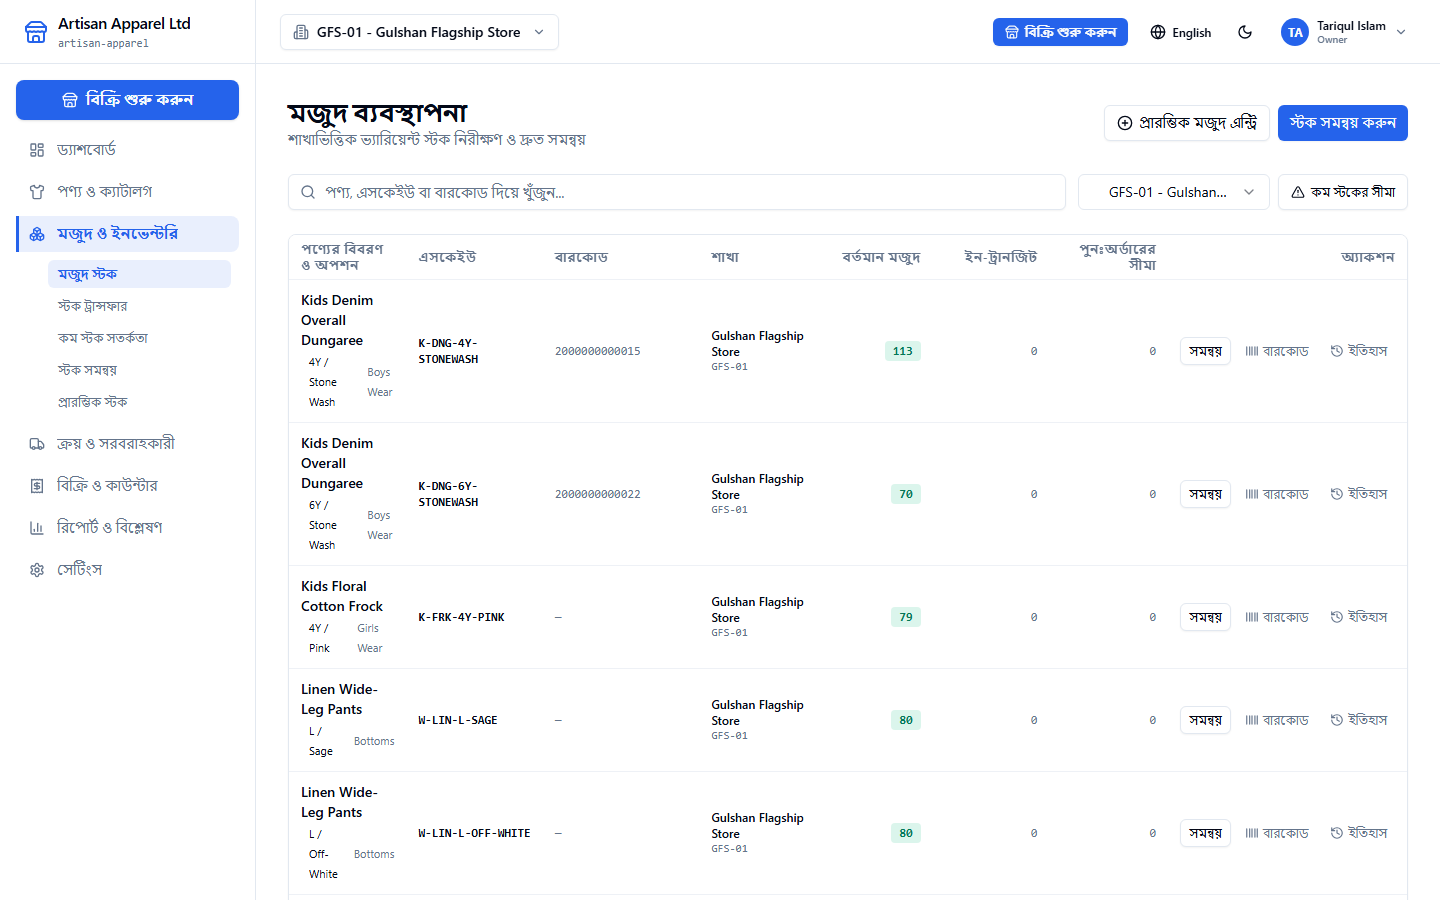 Artisan Apparel Ltd
artisan-apparel
GFS-01 - Gulshan Flagship Store
বিক্রি শুরু করুন
English
TA
Tariqul Islam
Owner
বিক্রি শুরু করুন
ড্যাশবোর্ড
পণ্য ও ক্যাটালগ
মজুদ ও ইনভেন্টরি
মজুদ স্টক
স্টক ট্রান্সফার
কম স্টক সতর্কতা
স্টক সমন্বয়
প্রারম্ভিক স্টক
ক্রয় ও সরবরাহকারী
বিক্রি ও কাউন্টার
রিপোর্ট ও বিশ্লেষণ
সেটিংস
মজুদ ব্যবস্থাপনা
শাখাভিত্তিক ভ্যারিয়েন্ট স্টক নিরীক্ষণ ও দ্রুত সমন্বয়
প্রারম্ভিক মজুদ এন্ট্রি
স্টক সমন্বয় করুন
পণ্য, এসকেইউ বা বারকোড দিয়ে খুঁজুন...
GFS-01 - Gulshan...
কম স্টকের সীমা
পণ্যের বিবরণ ও অপশন
এসকেইউ
বারকোড
শাখা
বর্তমান মজুদ
ইন-ট্রানজিট
পুনঃঅর্ডারের সীমা
অ্যাকশন
Kids Denim
Overall
Dungaree
4Y /
Stone
Wash
Boys
Wear
K-DNG-4Y-
STONEWASH
2000000000015
Gulshan Flagship
Store
GFS-01
113
0
0
সমন্বয়
বারকোড
ইতিহাস
Kids Denim
Overall
Dungaree
6Y /
Stone
Wash
Boys
Wear
K-DNG-6Y-
STONEWASH
2000000000022
Gulshan Flagship
Store
GFS-01
70
0
0
সমন্বয়
বারকোড
ইতিহাস
Kids Floral
Cotton Frock
4Y /
Pink
Girls
Wear
K-FRK-4Y-PINK
—
Gulshan Flagship
Store
GFS-01
79
0
0
সমন্বয়
বারকোড
ইতিহাস
Linen Wide-
Leg Pants
L /
Sage
Bottoms
W-LIN-L-SAGE
—
Gulshan Flagship
Store
GFS-01
80
0
0
সমন্বয়
বারকোড
ইতিহাস
Linen Wide-
Leg Pants
L /
Off-
White
Bottoms
W-LIN-L-OFF-WHITE
—
Gulshan Flagship
Store
GFS-01
80
0
0
সমন্বয়
বারকোড
ইতিহাস